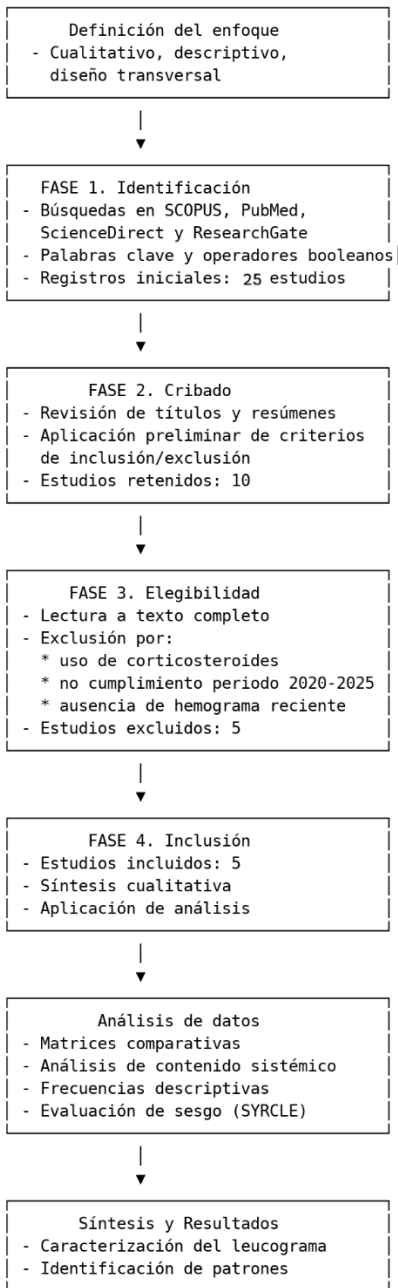 Definición del enfoque
- Cualitativo, descriptivo,
diseño transversal
FASE 1. Identificación
- Búsquedas en SCOPUS, PubMed,
ScienceDirect y ResearchGate
- Palabras clave y operadores booleanos
- Registros iniciales: 25 estudios
FASE 2. Cribado
- Revisión de títulos y resúmenes
- Aplicación preliminar de criterios
de inclusión/exclusión
- Estudios retenidos: 10
FASE 3. Elegibilidad
- Lectura a texto completo
- Exclusión por:
* uso de corticosteroides
* no cumplimiento periodo 2020-2025
* ausencia de hemograma reciente
- Estudios excluidos: 5
FASE 4. Inclusión
- Estudios incluidos: 5
- Síntesis cualitativa
- Aplicación de análisis
Análisis de datos
- Matrices comparativas
- Análisis de contenido sistémico
- Frecuencias descriptivas
- Evaluación de sesgo (SYRCLE)
Síntesis y Resultados
- Caracterización del leucograma
- Identificación de patrones